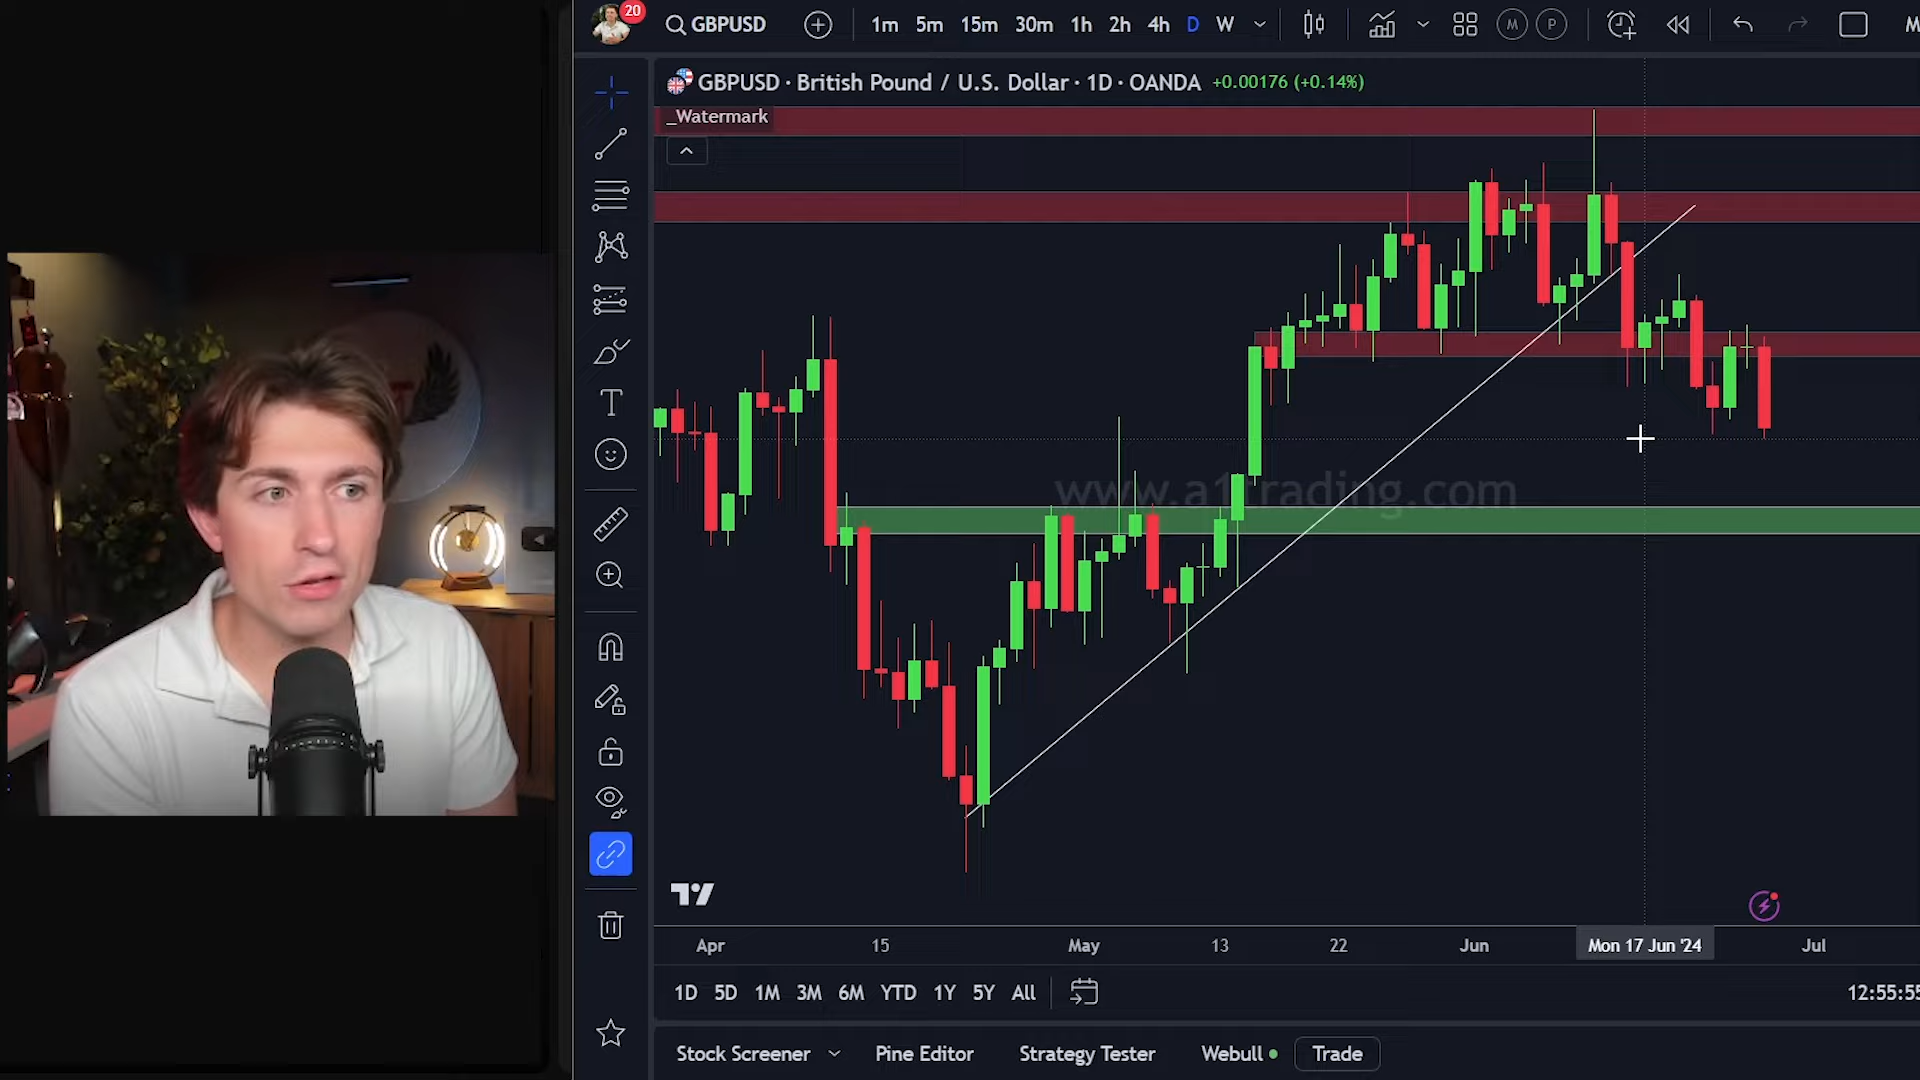 20
GBPUSD
1m 5m 15m 30m 1h 2h 4h D W
M P
GBPUSD · British Pound / U.S. Dollar · 1D · OANDA +0.00176 (+0.14%)
_Watermark
T
www.a1trading.com
Apr 15 May 13 22 Jun Mon 17 Jun '24 Jul
1D 5D 1M 3M 6M YTD 1Y 5Y All
12:55:55
Stock Screener Pine Editor Strategy Tester Webull Trade